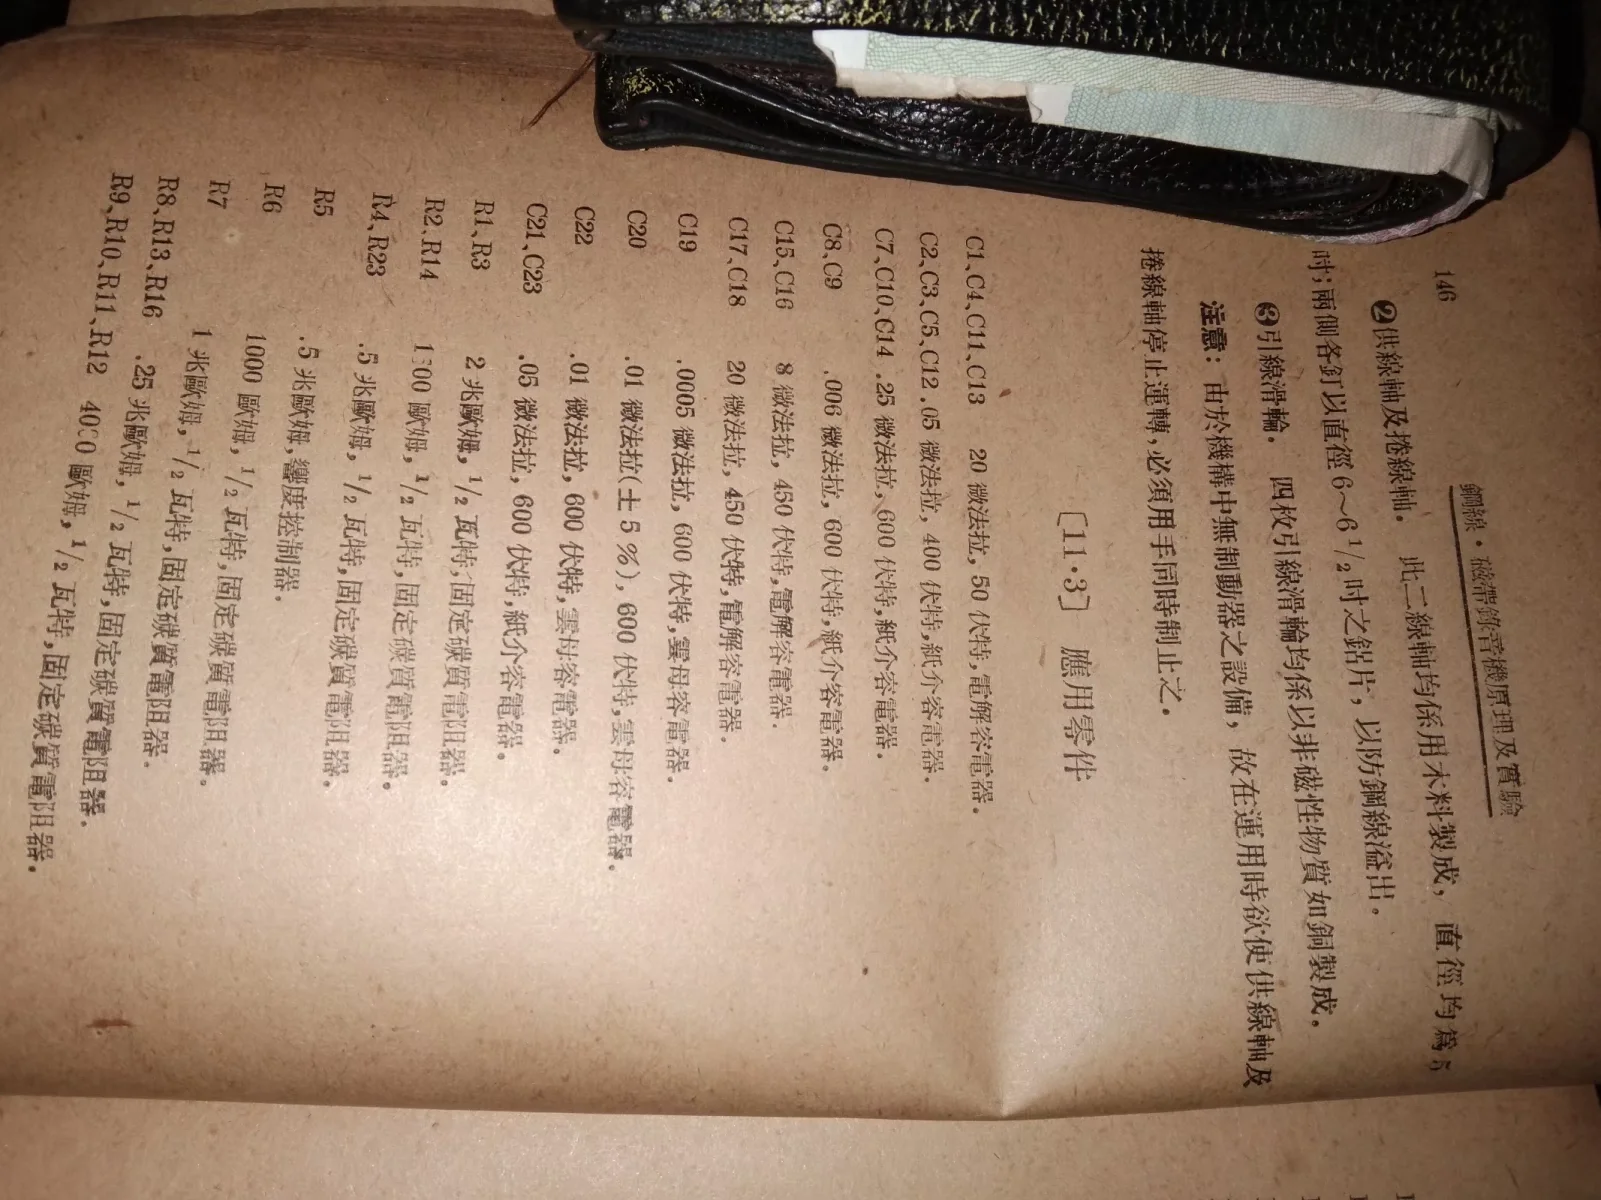 146
鋼線・磁帶錄音機原理及實驗
❷供線軸及捲線軸． 此二線軸均係用木料製成，直徑均爲5
吋；兩側各釘以直徑 6～6 1/2 吋之鋁片，以防鋼線溢出．
❸引線滑輪． 四枚引線滑輪均係以非磁性物質如銅製成．
注意：由於機構中無制動器之設備，故在運用時欲使供線軸及
捲線軸停止運轉，必須用手同時制止之．
〔11・3〕 應用零件
C1、C4、C11、C13 20 微法拉，50 伏特，電解容電器．
C2、C3、C5、C12 .05 微法拉，400 伏特，紙介容電器．
C7、C10、C14 .25 微法拉，600 伏特，紙介容電器．
C8、C9 .006 微法拉，600 伏特，紙介容電器．
C15、C16 8 微法拉，450 伏特，電解容電器．
C17、C18 20 微法拉，450 伏特，電解容電器．
C19 .0005 微法拉，600 伏特，雲母容電器．
C20 .01 微法拉(±5%)，600 伏特，雲母容電器．
C22 .01 微法拉，600 伏特，雲母容電器．
C21、C23 .05 微法拉，600 伏特，紙介容電器．
R1、R3 2 兆歐姆，1/2 瓦特，固定碳質電阻器．
R2、R14 歐姆，1/2 瓦特，固定碳質電阻器．
R4、R23 .5 兆歐姆，1/2 瓦特，固定碳質電阻器．
R5 .5 兆歐姆，響度控制器．
R6 1000 歐姆，1/2 瓦特，固定碳質電阻器．
R7 1 兆歐姆，1/2 瓦特，固定碳質電阻器．
R8、R13、R16 .25 兆歐姆，1/2 瓦特，固定碳質電阻器．
R9、R10、R11、R12 4000 歐姆，1/2 瓦特，固定碳質電阻器．